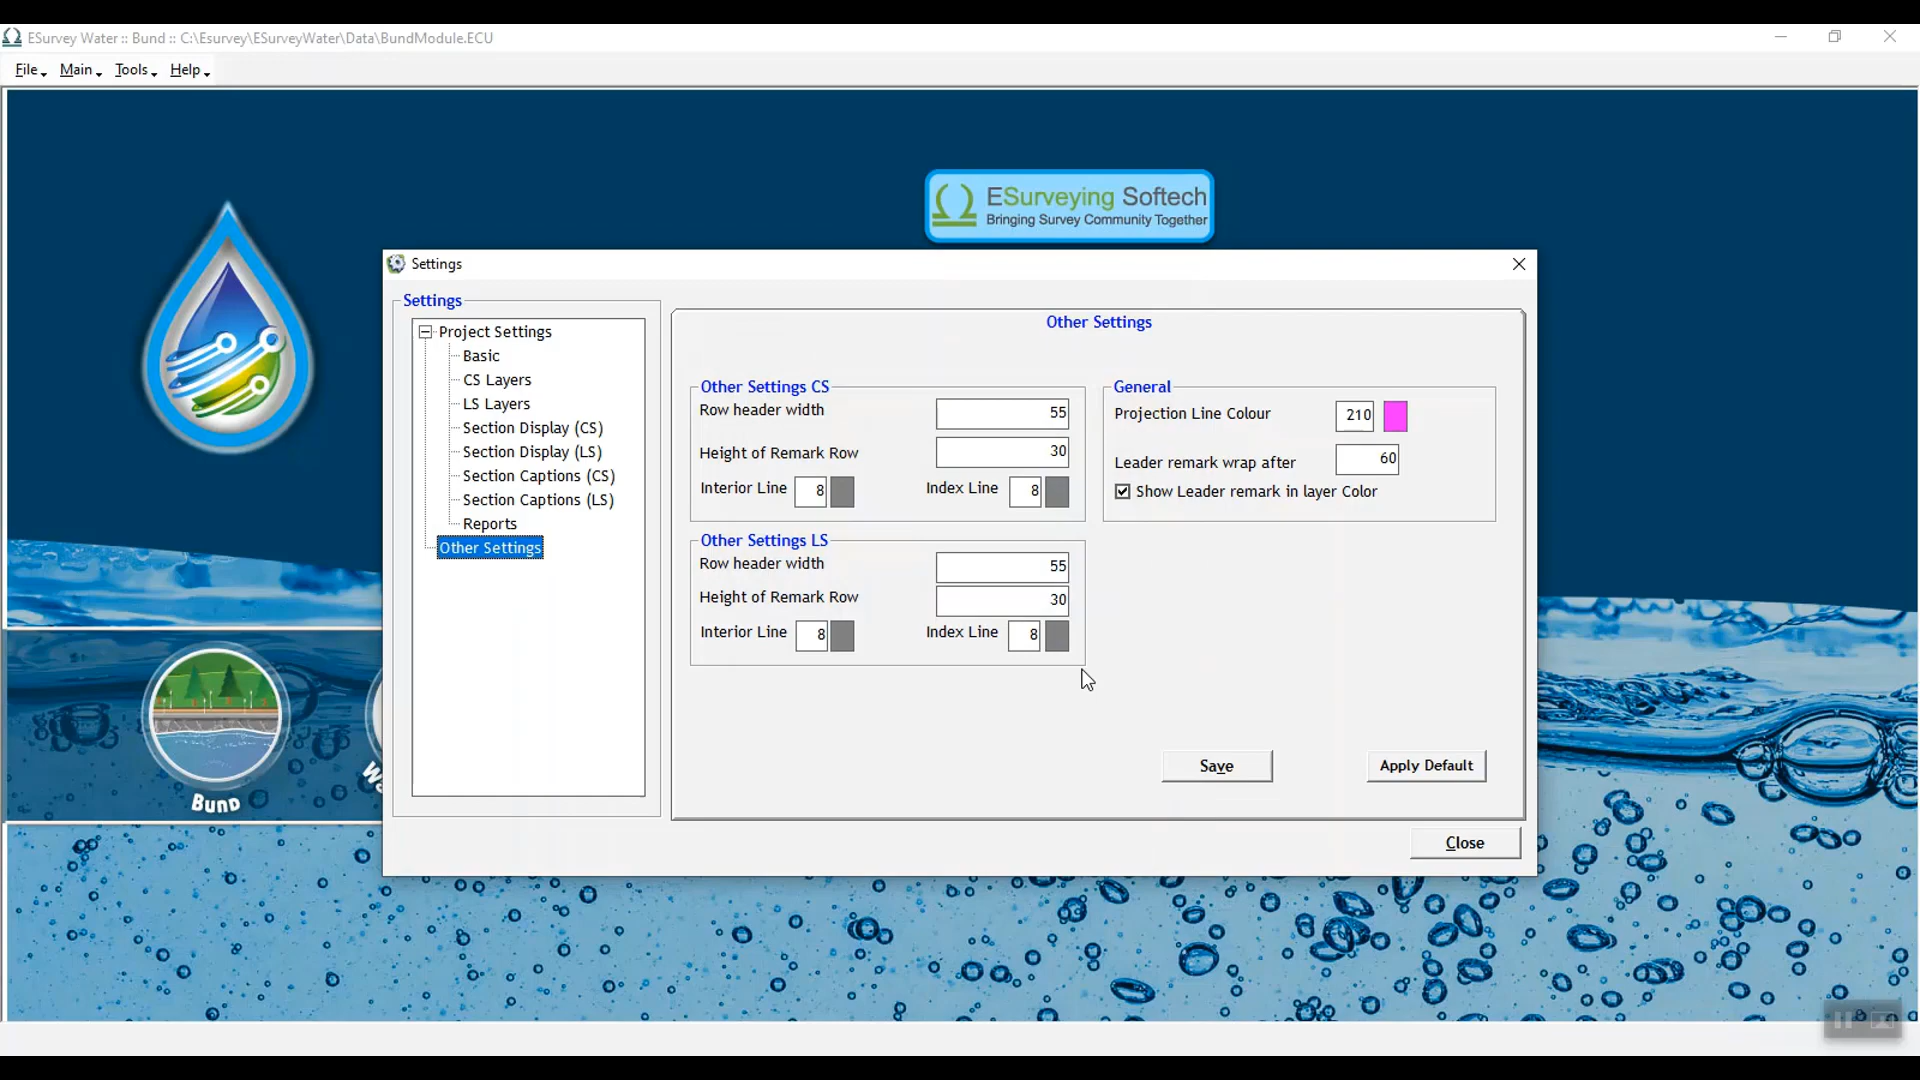 ESurvey Water :: Bund :: C:\Esurvey\ESurveyWater\Data\BundModule.ECU
File Main Tools Help
ESurveying Softech
Bringing Survey Community Together
Settings
Settings
Project Settings
Basic
CS Layers
LS Layers
Section Display (CS)
Section Display (LS)
Section Captions (CS)
Section Captions (LS)
Reports
Other Settings
Other Settings
Other Settings CS
Row header width 55
Height of Remark Row 30
Interior Line 8 Index Line 8
General
Projection Line Colour 210
Leader remark wrap after 60
Show Leader remark in layer Color
Other Settings LS
Row header width 55
Height of Remark Row 30
Interior Line 8 Index Line 8
Save Apply Default
Close
Bund